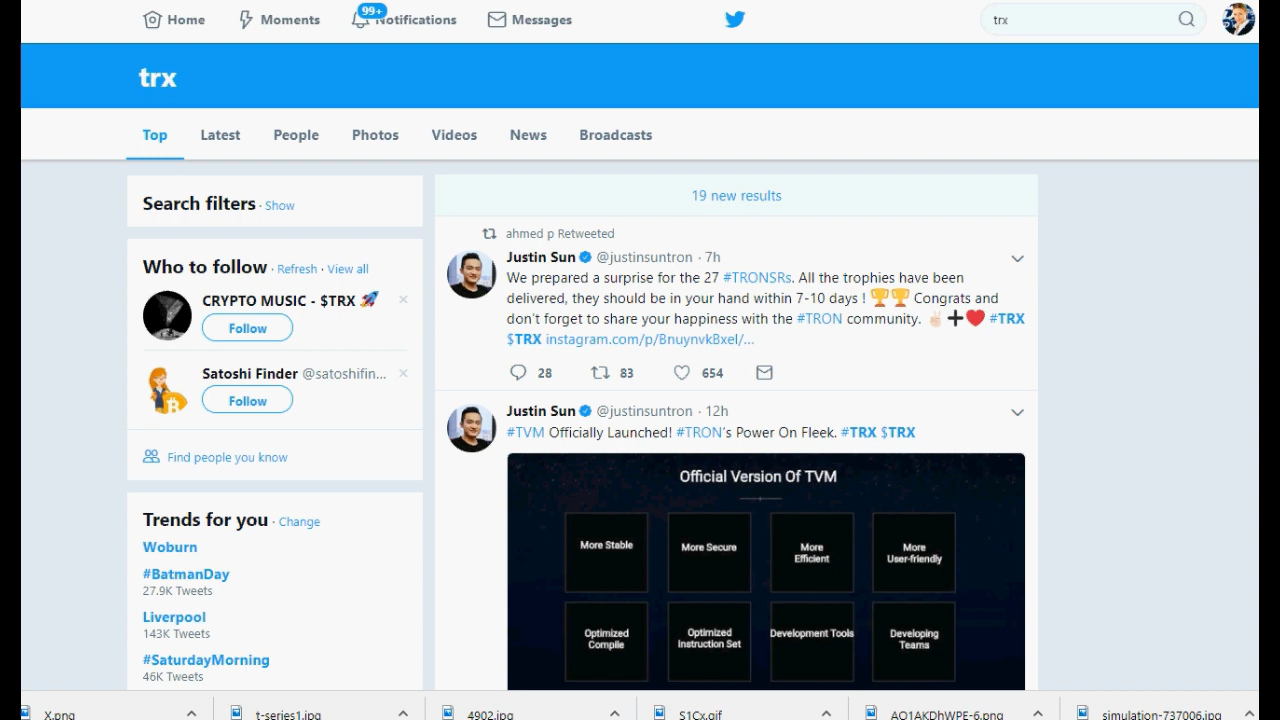 Home Moments 99+ Notifications Messages trx
trx
Top Latest People Photos Videos News Broadcasts
Search filters · Show
Who to follow · Refresh · View all
CRYPTO MUSIC - $TRX 🚀
Follow
Satoshi Finder @satoshifin...
Follow
Find people you know
Trends for you · Change
Woburn
#BatmanDay
27.9K Tweets
Liverpool
143K Tweets
#SaturdayMorning
46K Tweets
19 new results
ahmed p Retweeted
Justin Sun @justinsuntron · 7h
We prepared a surprise for the 27 #TRONSRs. All the trophies have been
delivered, they should be in your hand within 7-10 days ! 🏆🏆 Congrats and
don't forget to share your happiness with the #TRON community. ✌🏻➕❤️ #TRX
$TRX instagram.com/p/BnuynvkBxel/...
28 83 654
Justin Sun @justinsuntron · 12h
#TVM Officially Launched! #TRON's Power On Fleek. #TRX $TRX
Official Version Of TVM
More Stable
More Secure
More
Efficient
More
User-friendly
Optimized
Compile
Optimized
Instruction Set
Development Tools
Developing
Teams
X.png t-series1.jpg 4902.jpg S1Cx.gif AO1AKDhWPE-6.png simulation-737006.jpg